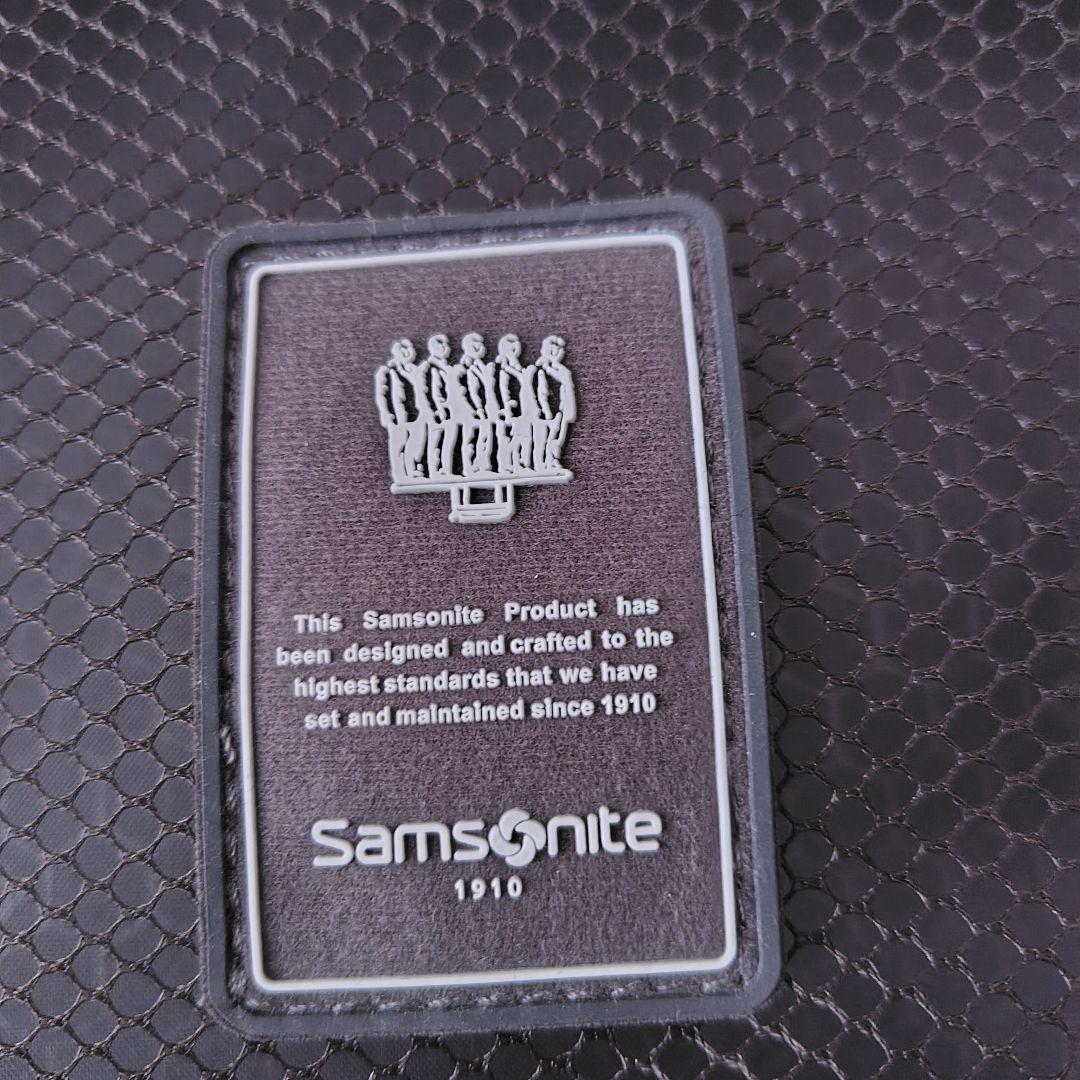 This Samsonite Product has
been designed and crafted to the
highest standards that we have
set and maintained since 1910
Samsonite
1910